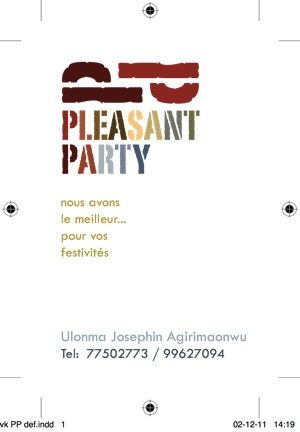 PLEASANT
PARTY
nous avons
le meilleur...
pour vos
festivités
Ulonma Josephin Agirimaonwu
Tel: 77502773 / 99627094
vk PP def.indd 1
02-12-11 14:19